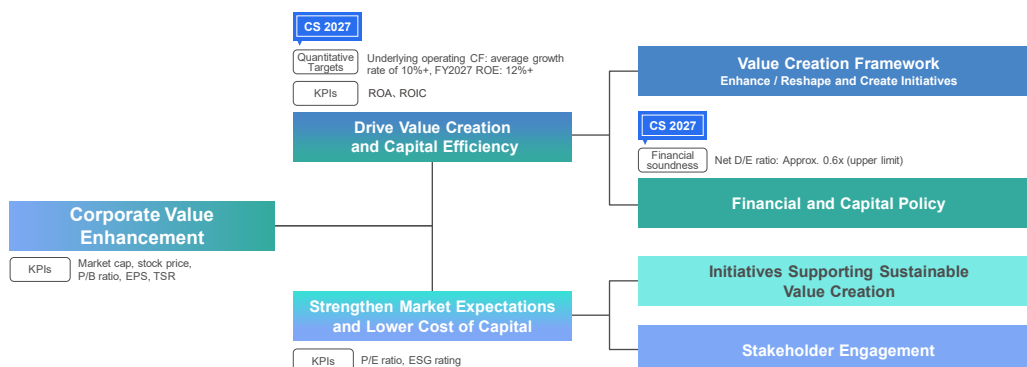 CS 2027
Quantitative
Targets
Underlying operating CF: average growth
rate of 10%+, FY2027 ROE: 12%+
KPIs
ROA、ROIC
Drive Value Creation
and Capital Efficiency
Value Creation Framework
Enhance / Reshape and Create Initiatives
CS 2027
Financial
soundness
Net D/E ratio: Approx. 0.6x (upper limit)
Financial and Capital Policy
Corporate Value
Enhancement
KPIs
Market cap, stock price,
P/B ratio, EPS, TSR
Strengthen Market Expectations
and Lower Cost of Capital
KPIs
P/E ratio, ESG rating
Initiatives Supporting Sustainable
Value Creation
Stakeholder Engagement